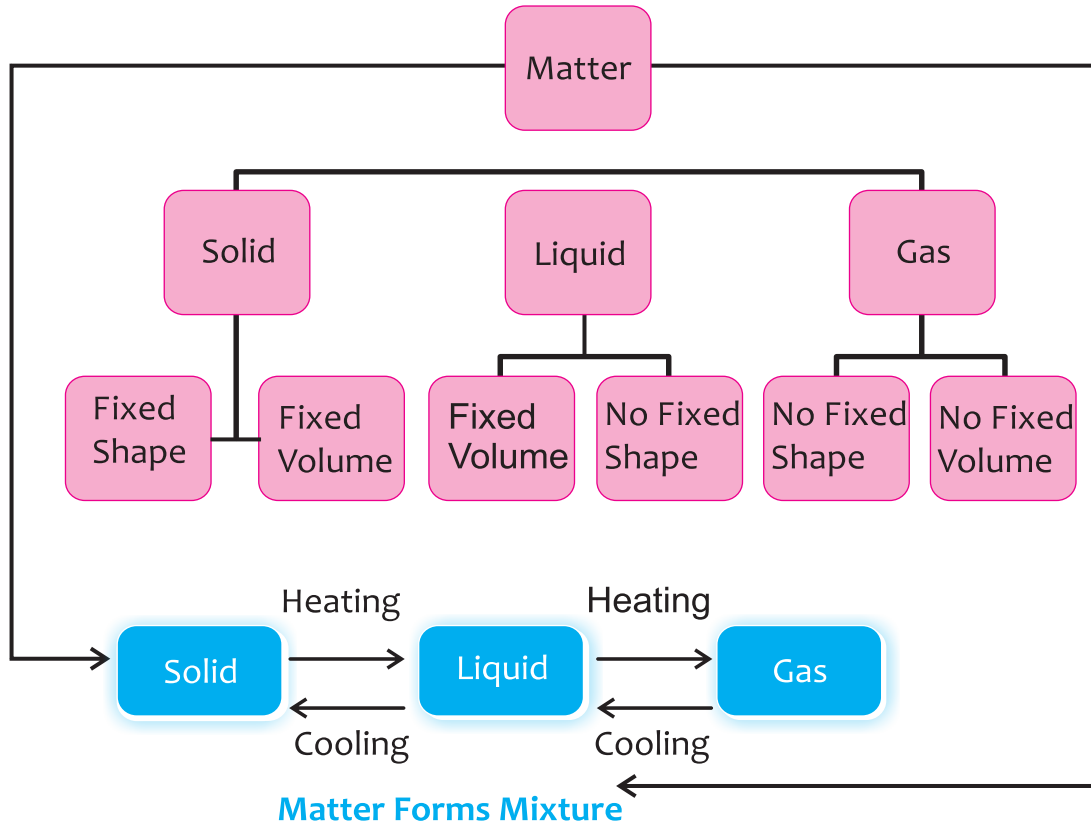 Matter
Solid
Liquid
Gas
Fixed
Shape
Fixed
Volume
Fixed
Volume
No Fixed
Shape
No Fixed
Shape
No Fixed
Volume
Heating
Heating
Solid
Liquid
Gas
Cooling
Cooling
Matter Forms Mixture